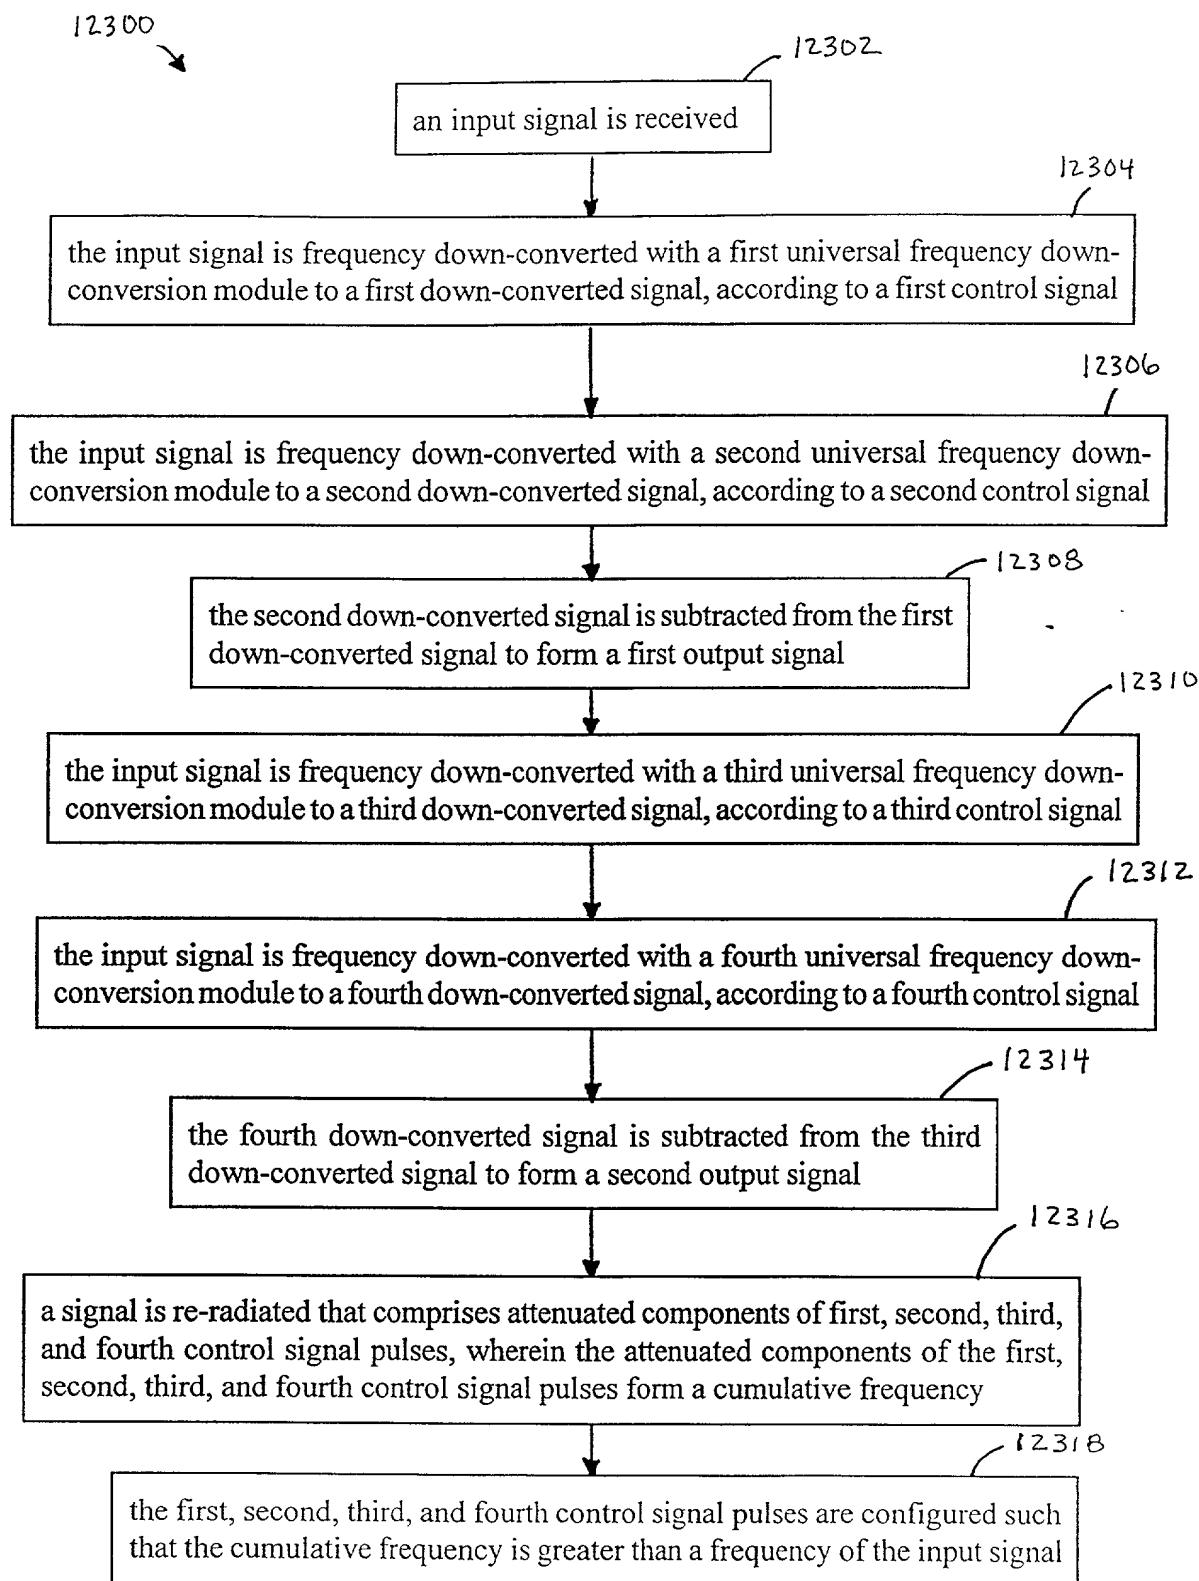 12300
12302
an input signal is received
12304
the input signal is frequency down-converted with a first universal frequency down-
conversion module to a first down-converted signal, according to a first control signal
12306
the input signal is frequency down-converted with a second universal frequency down-
conversion module to a second down-converted signal, according to a second control signal
12308
the second down-converted signal is subtracted from the first
down-converted signal to form a first output signal
12310
the input signal is frequency down-converted with a third universal frequency down-
conversion module to a third down-converted signal, according to a third control signal
12312
the input signal is frequency down-converted with a fourth universal frequency down-
conversion module to a fourth down-converted signal, according to a fourth control signal
12314
the fourth down-converted signal is subtracted from the third
down-converted signal to form a second output signal
12316
a signal is re-radiated that comprises attenuated components of first, second, third,
and fourth control signal pulses, wherein the attenuated components of the first,
second, third, and fourth control signal pulses form a cumulative frequency
12318
the first, second, third, and fourth control signal pulses are configured such
that the cumulative frequency is greater than a frequency of the input signal